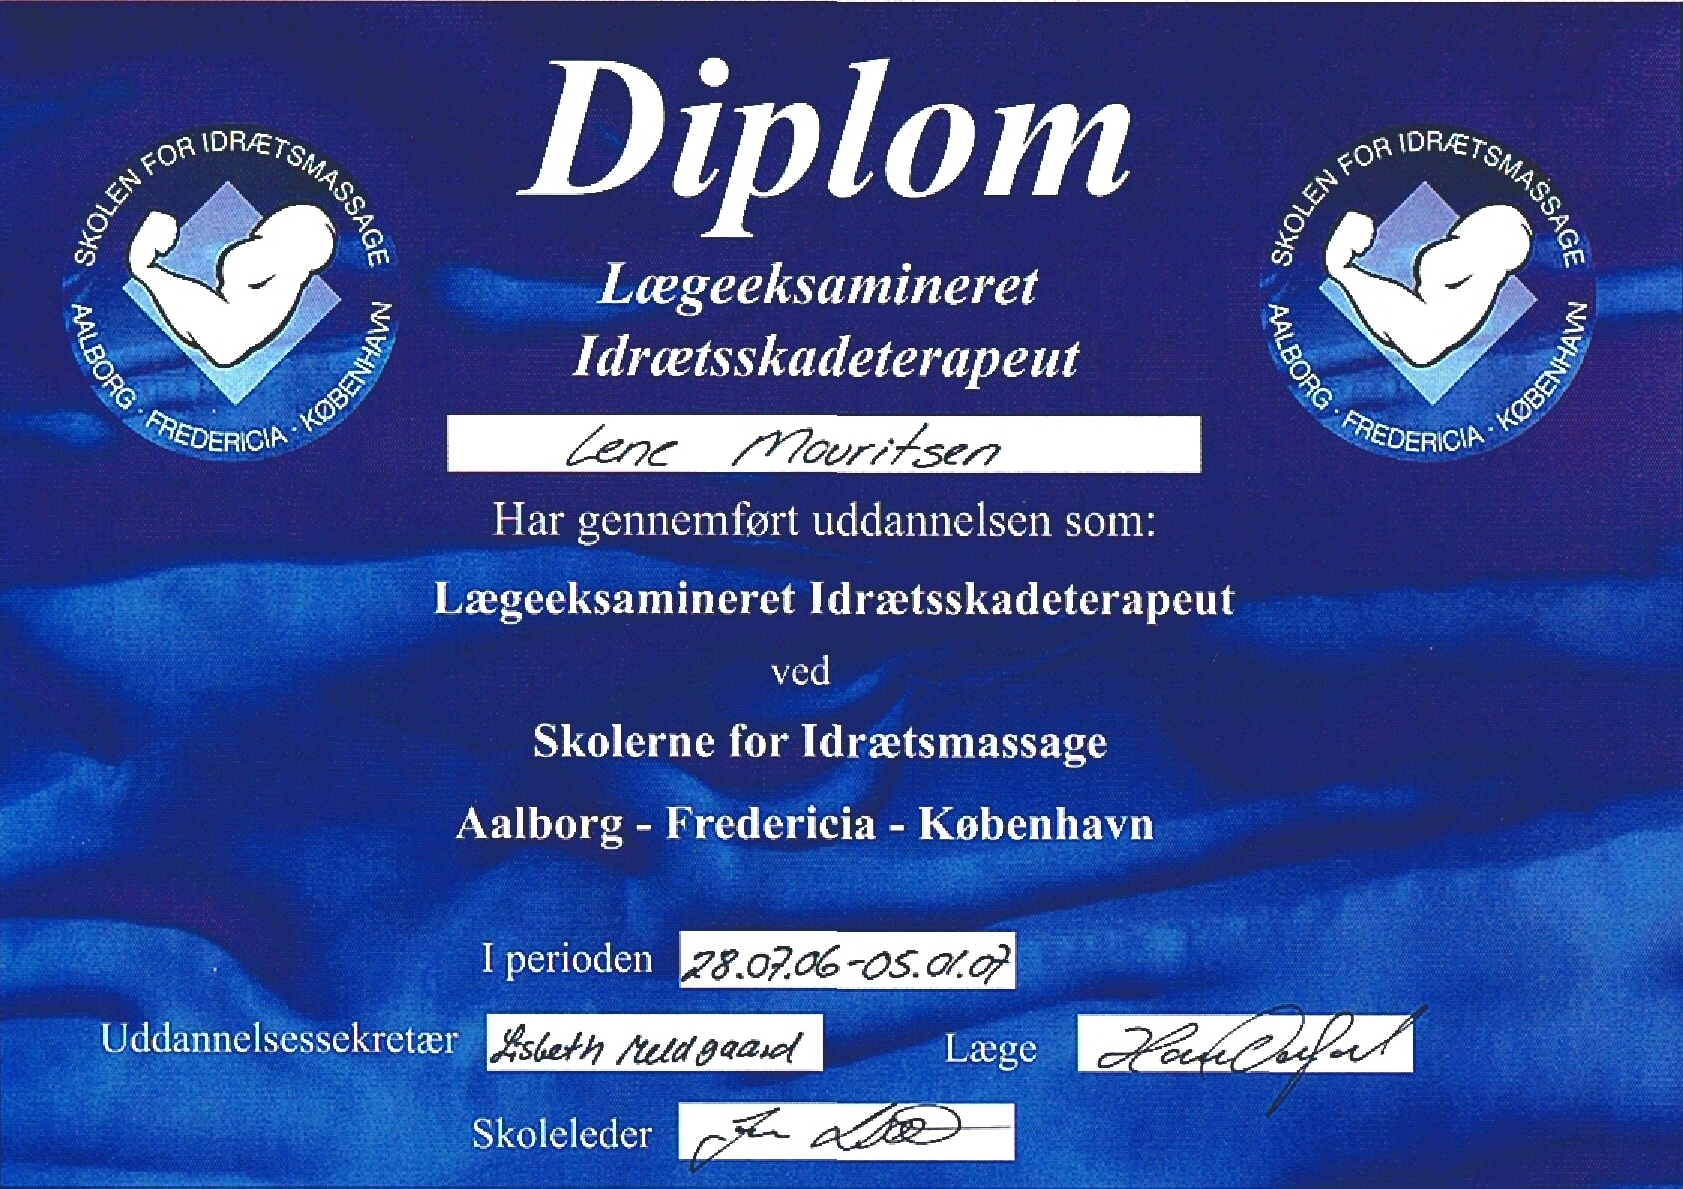 Diplom
SKOLEN FOR IDRÆTSMASSAGE
AALBORG · FREDERICIA · KØBENHAVN
SKOLEN FOR IDRÆTSMASSAGE
AALBORG · FREDERICIA · KØBENHAVN
Lægeeksamineret
Idrætsskadeterapeut
Lene Mouritsen
Har gennemført uddannelsen som:
Lægeeksamineret Idrætsskadeterapeut
ved
Skolerne for Idrætsmassage
Aalborg - Fredericia - København
I perioden 28.07.06-05.01.07
Uddannelsessekretær Lisbeth Meldgaard Læge
Skoleleder